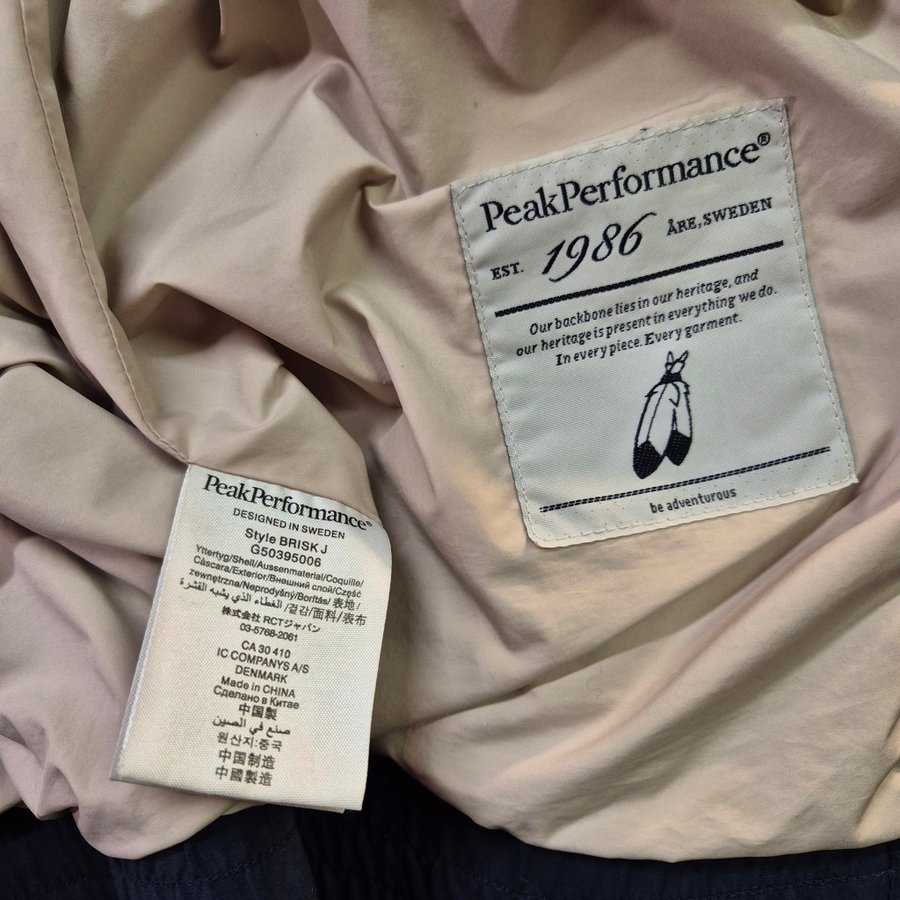 PeakPerformance®
EST. 1986 ÅRE, SWEDEN
Our backbone lies in our heritage, and
our heritage is present in everything we do.
In every piece. Every garment.
be adventurous
PeakPerformance®
DESIGNED IN SWEDEN
Style BRISK J
G50395006
Yttertyg/Shell/Aussenmaterial/Coquille/
Cáscara/Exterior/Внешний слой/Corteza/
zewnętrzna/Neprodyšný/Borítás/ 表地/
الغطاء الذي يشبه القشرة /겉감/面料/表布
株式会社 RCTジャパン
03-5768-2061
CA 30 410
IC COMPANYS A/S
DENMARK
Made in CHINA
Сделано в Китае
中国製
صنع في الصين
원산지:중국
中国制造
中國製造